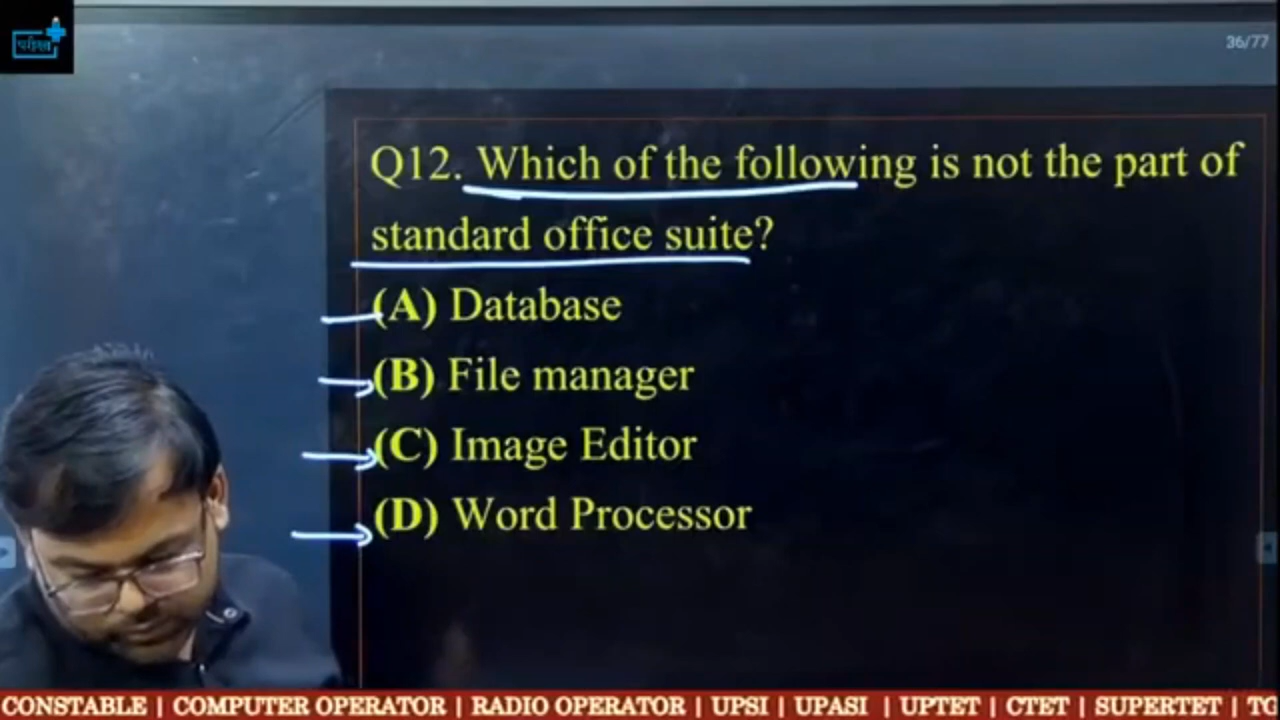 परीक्षा
36/77
Q12. Which of the following is not the part of
standard office suite?
(A) Database
(B) File manager
(C) Image Editor
(D) Word Processor
CONSTABLE | COMPUTER OPERATOR | RADIO OPERATOR | UPSI | UPASI | UPTET | CTET | SUPERTET | TG